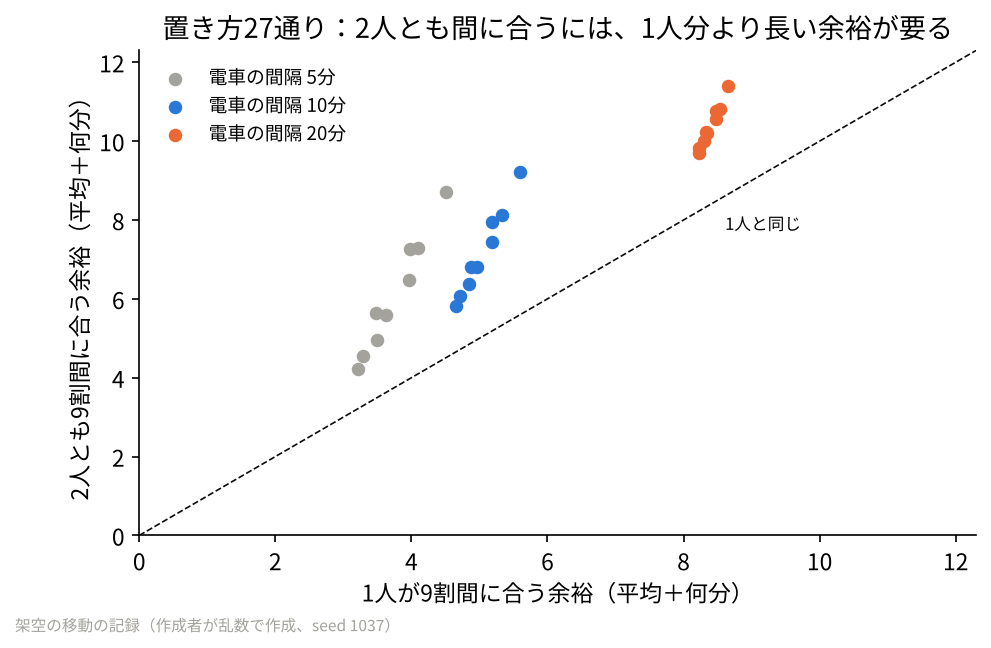 置き方27通り：2人とも間に合うには、1人分より長い余裕が要る
電車の間隔 5分
電車の間隔 10分
電車の間隔 20分
2人とも9割間に合う余裕（平均＋何分）
12
10
8
6
4
2
0
1人と同じ
0 2 4 6 8 10 12
1人が9割間に合う余裕（平均＋何分）
架空の移動の記録（作成者が乱数で作成、seed 1037）